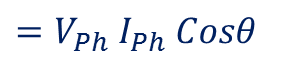 = V_Ph I_Ph Cosθ